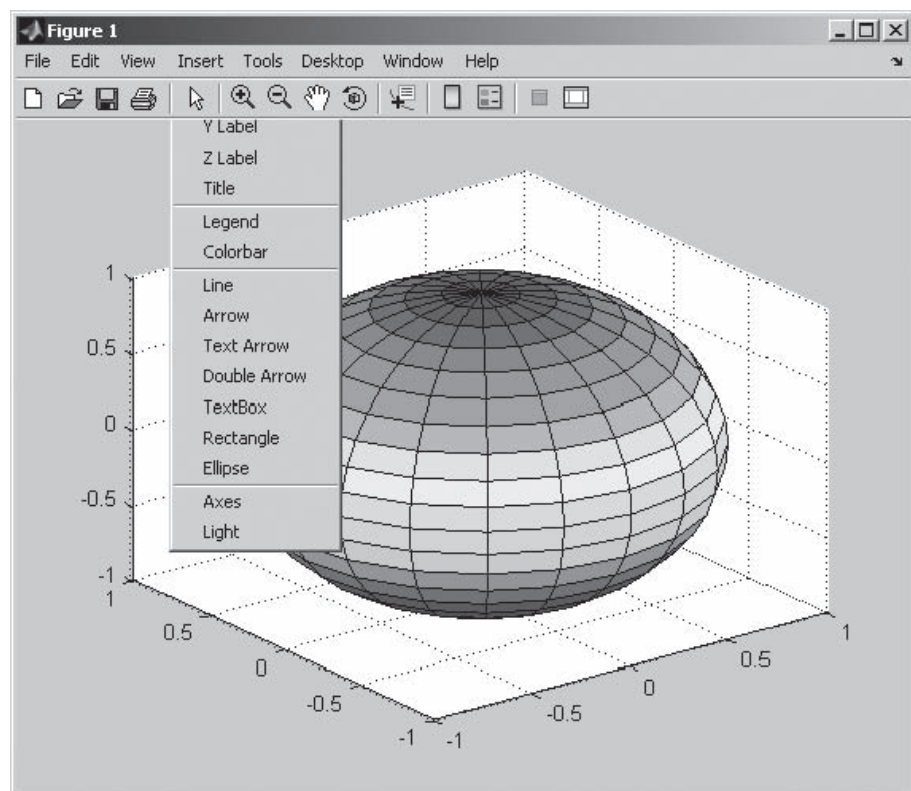 Figure 1
File Edit View Insert Tools Desktop Window Help
Y Label
Z Label
Title
Legend
Colorbar
Line
Arrow
Text Arrow
Double Arrow
TextBox
Rectangle
Ellipse
Axes
Light
1
0.5
0
-0.5
-1
1
0.5
0
-0.5
-1
-1
-0.5
0
0.5
1